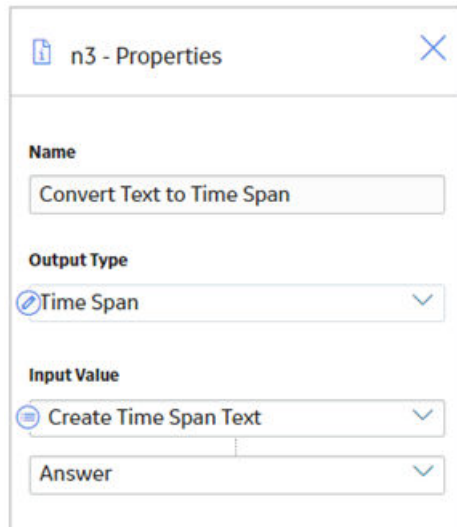 n3 - Properties
Name
Convert Text to Time Span
Output Type
Time Span
Input Value
Create Time Span Text
Answer